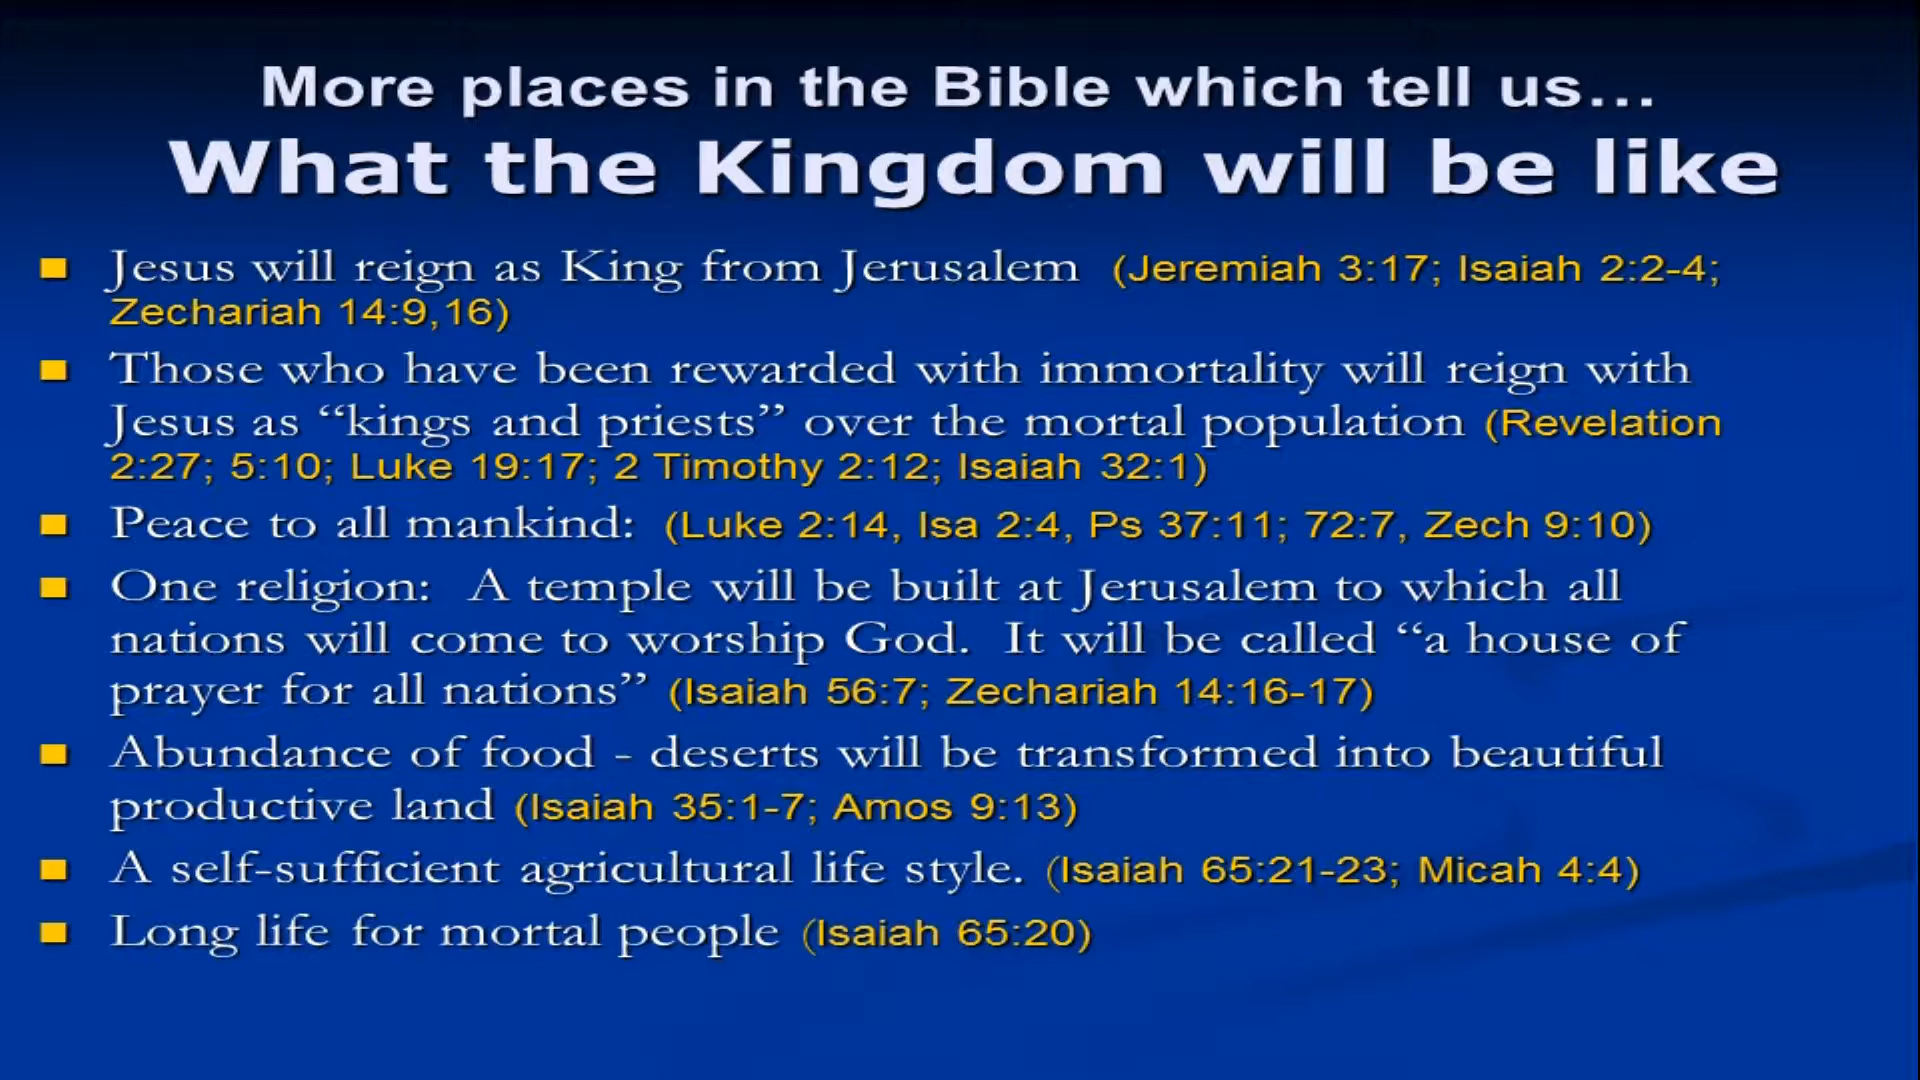 More places in the Bible which tell us...
What the Kingdom will be like
Jesus will reign as King from Jerusalem (Jeremiah 3:17; Isaiah 2:2-4;
Zechariah 14:9,16)
Those who have been rewarded with immortality will reign with
Jesus as “kings and priests” over the mortal population (Revelation
2:27; 5:10; Luke 19:17; 2 Timothy 2:12; Isaiah 32:1)
Peace to all mankind: (Luke 2:14, Isa 2:4, Ps 37:11; 72:7, Zech 9:10)
One religion: A temple will be built at Jerusalem to which all
nations will come to worship God. It will be called “a house of
prayer for all nations” (Isaiah 56:7; Zechariah 14:16-17)
Abundance of food - deserts will be transformed into beautiful
productive land (Isaiah 35:1-7; Amos 9:13)
A self-sufficient agricultural life style. (Isaiah 65:21-23; Micah 4:4)
Long life for mortal people (Isaiah 65:20)